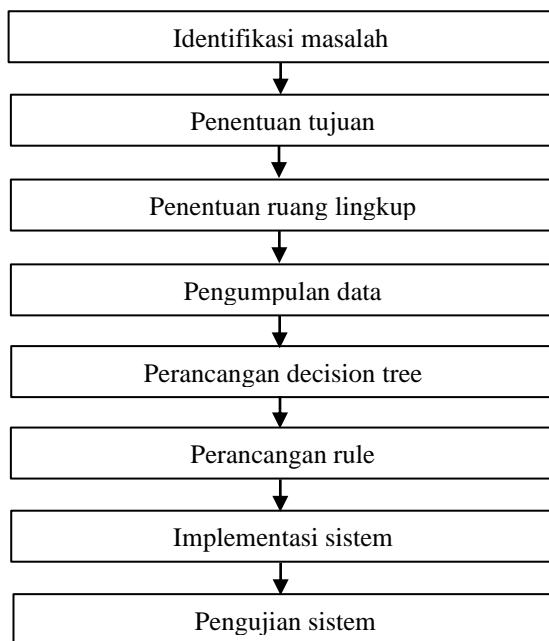 Identifikasi masalah
Penentuan tujuan
Penentuan ruang lingkup
Pengumpulan data
Perancangan decision tree
Perancangan rule
Implementasi sistem
Pengujian sistem